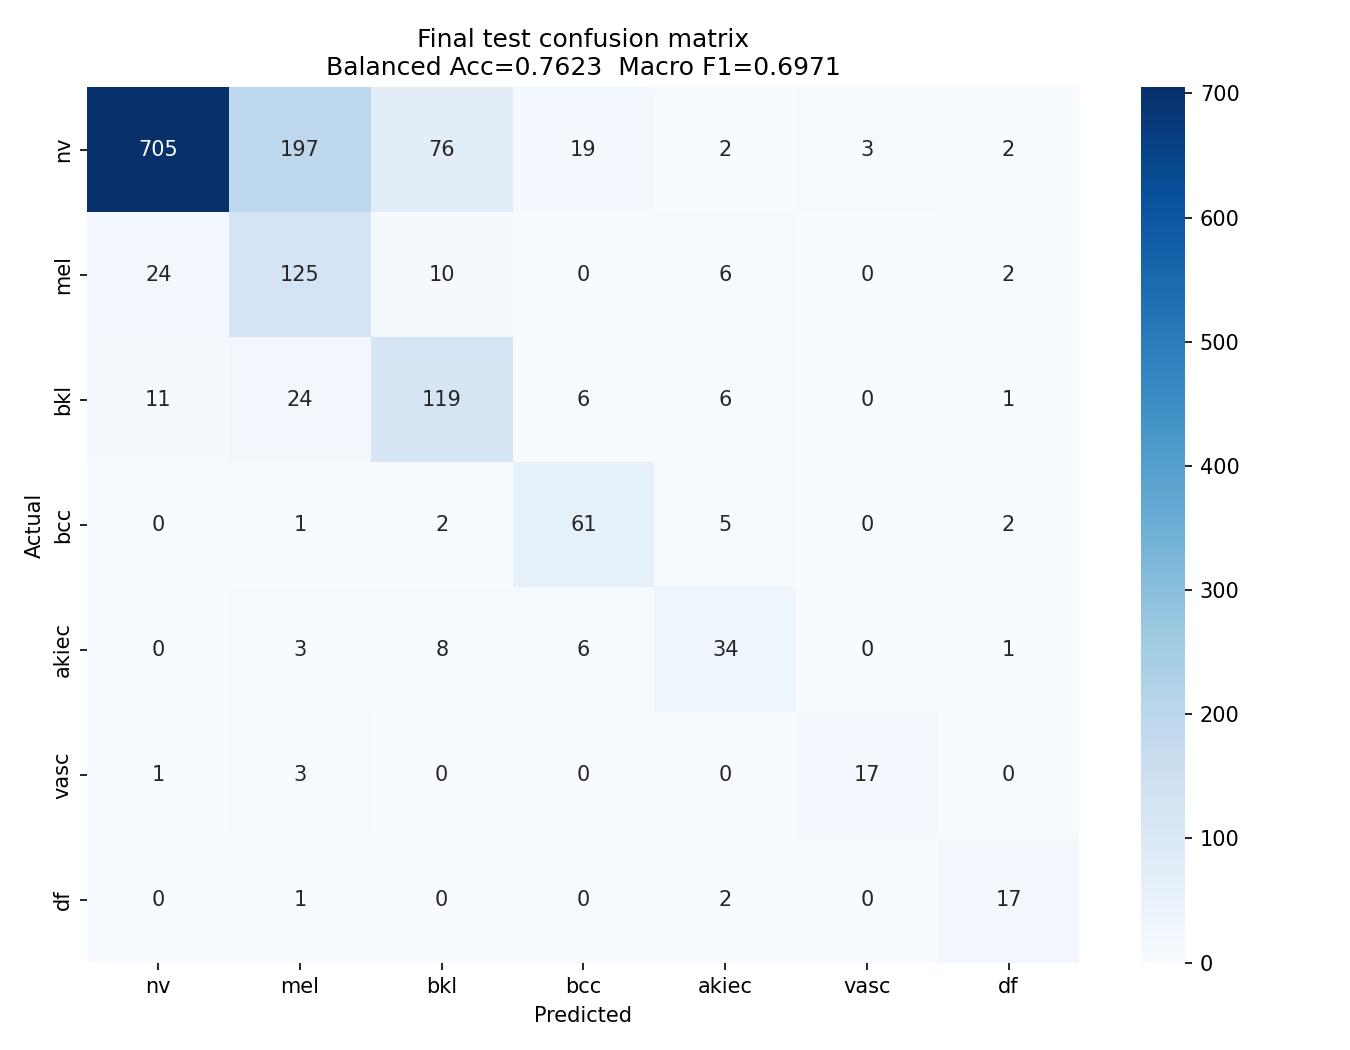 Final test confusion matrix
Balanced Acc=0.7623  Macro F1=0.6971
nv 705 197 76 19 2 3 2
mel 24 125 10 0 6 0 2
bkl 11 24 119 6 6 0 1
bcc 0 1 2 61 5 0 2
akiec 0 3 8 6 34 0 1
vasc 1 3 0 0 0 17 0
df 0 1 0 0 2 0 17
nv mel bkl bcc akiec vasc df
Predicted
Actual
700
600
500
400
300
200
100
0